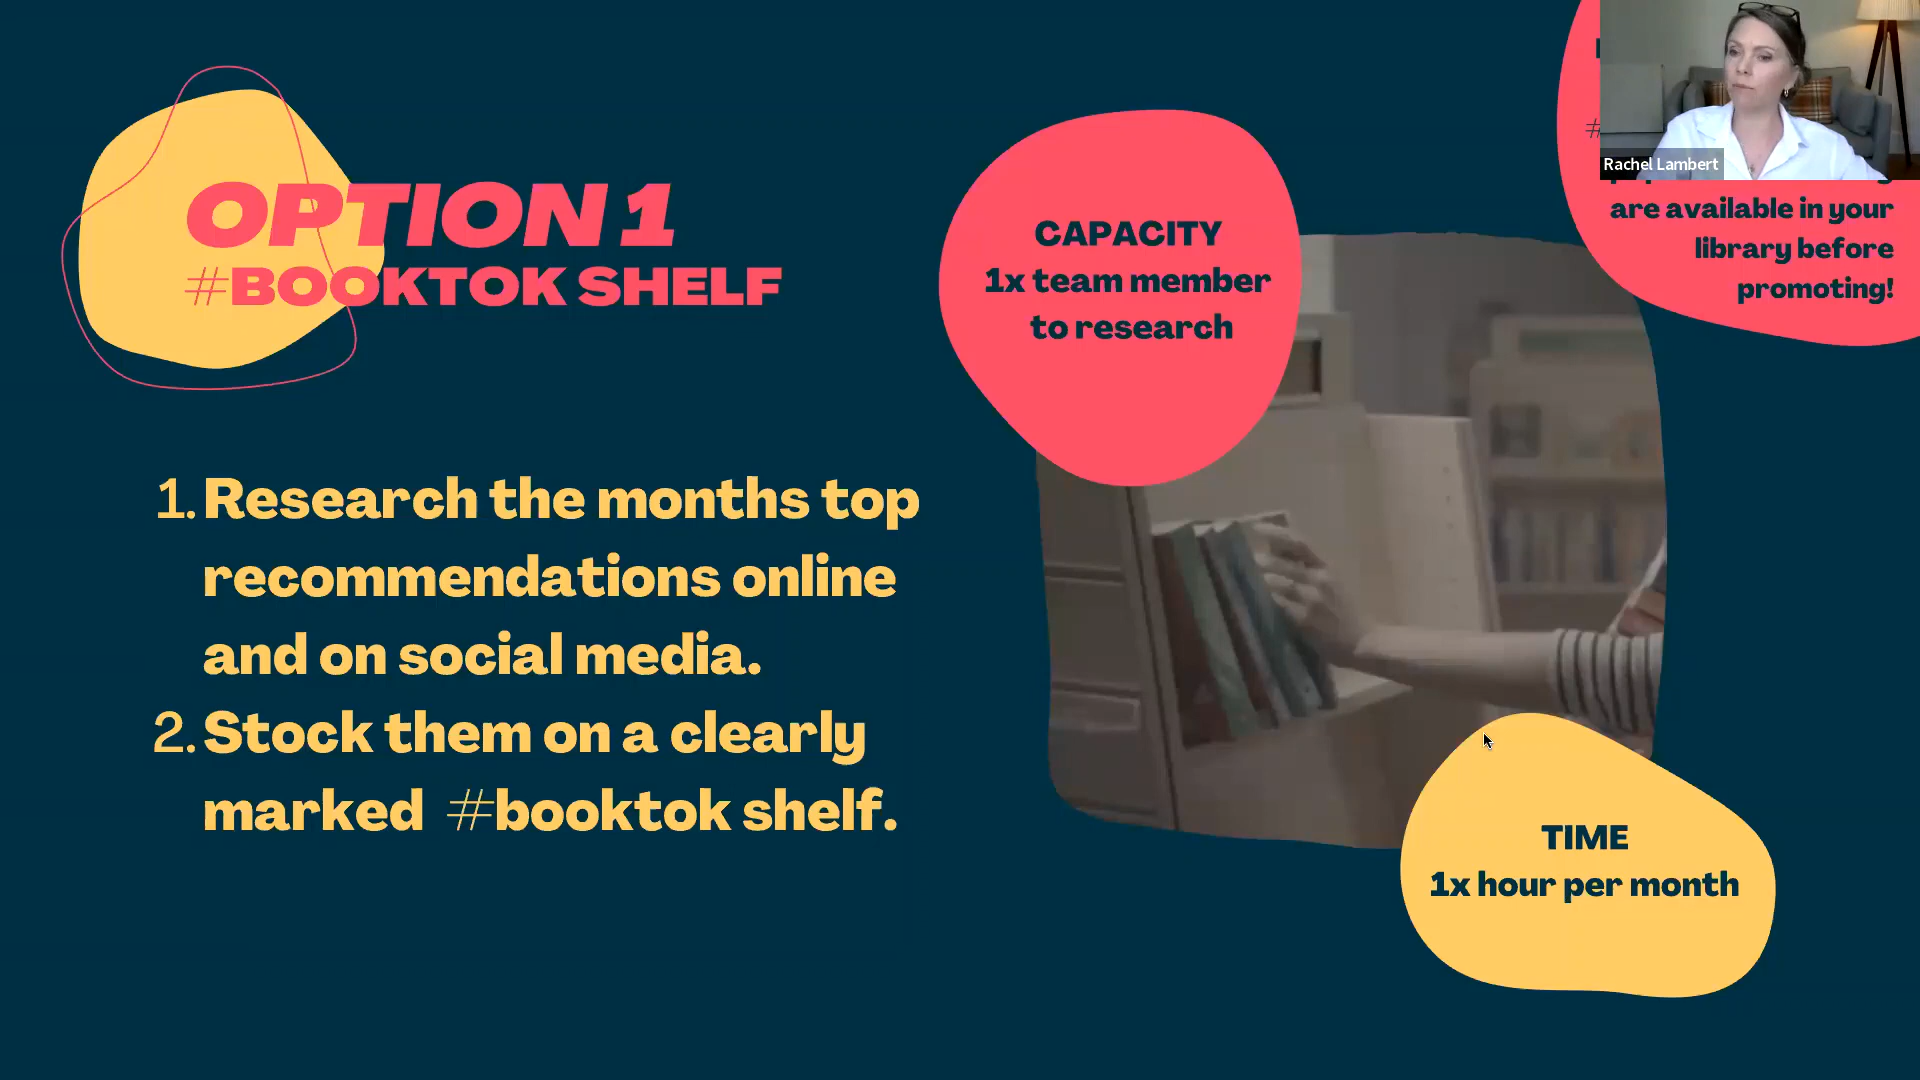 OPTION 1
#BOOKTOK SHELF
1. Research the months top
recommendations online
and on social media.
2. Stock them on a clearly
marked #booktok shelf.
CAPACITY
1x team member
to research
TIME
1x hour per month
#
are available in your
library before
promoting!
Rachel Lambert